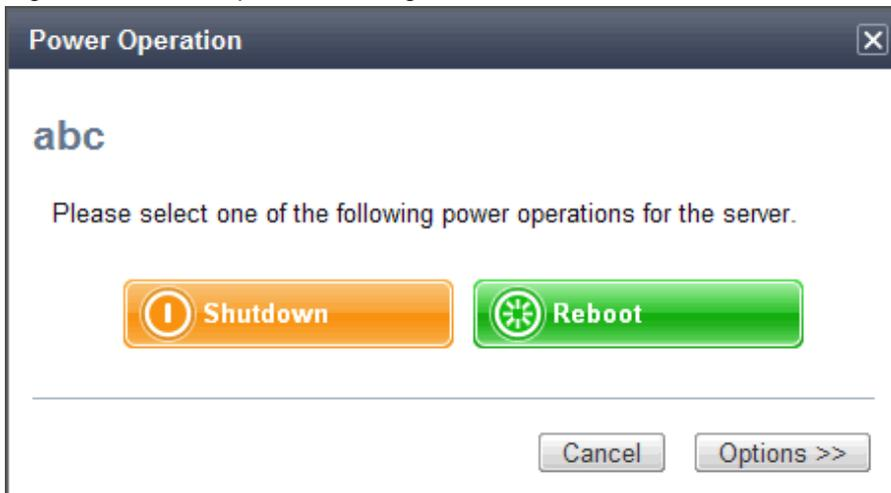 Power Operation
abc
Please select one of the following power operations for the server.
Shutdown Reboot
Cancel Options >>